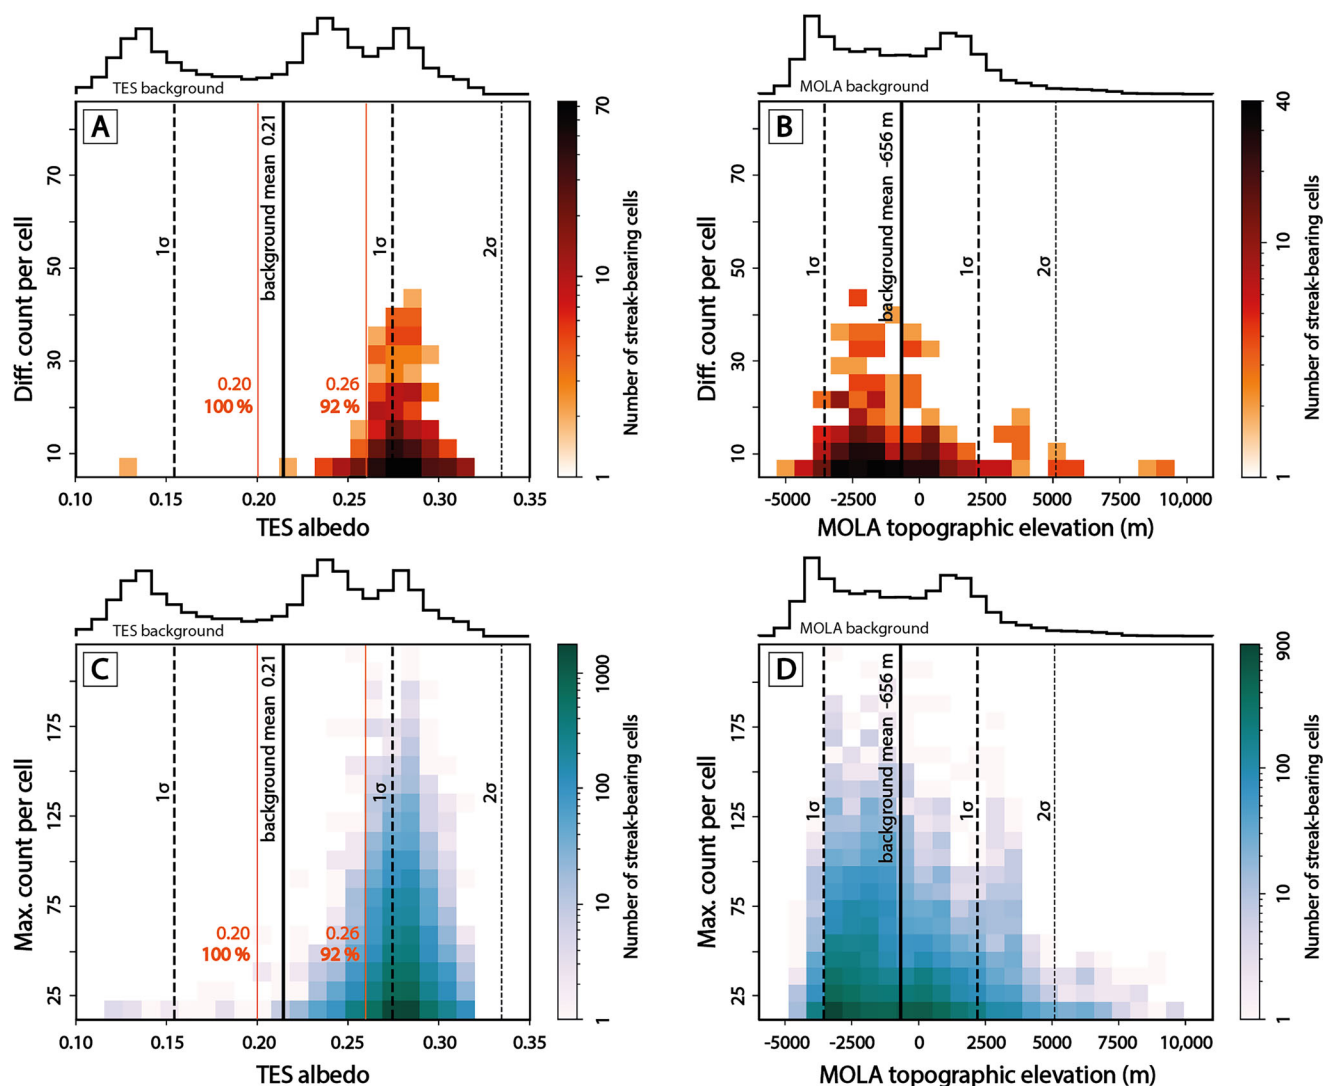 TES background
A
Diff. count per cell
70
50
30
10
1σ
background mean 0.21
1σ
2σ
0.20
100 %
0.26
92 %
0.10
0.15
0.20
0.25
0.30
0.35
TES albedo
70
10
1
Number of streak-bearing cells
MOLA background
B
Diff. count per cell
70
50
30
10
1σ
background mean -656 m
1σ
2σ
-5000
-2500
0
2500
5000
7500
10,000
MOLA topographic elevation (m)
40
10
1
Number of streak-bearing cells
TES background
C
Max. count per cell
175
125
75
25
1σ
background mean 0.21
1σ
2σ
0.20
100 %
0.26
92 %
0.10
0.15
0.20
0.25
0.30
0.35
TES albedo
1000
100
10
1
Number of streak-bearing cells
MOLA background
D
Max. count per cell
175
125
75
25
1σ
background mean -656 m
1σ
2σ
-5000
-2500
0
2500
5000
7500
10,000
MOLA topographic elevation (m)
900
100
10
1
Number of streak-bearing cells